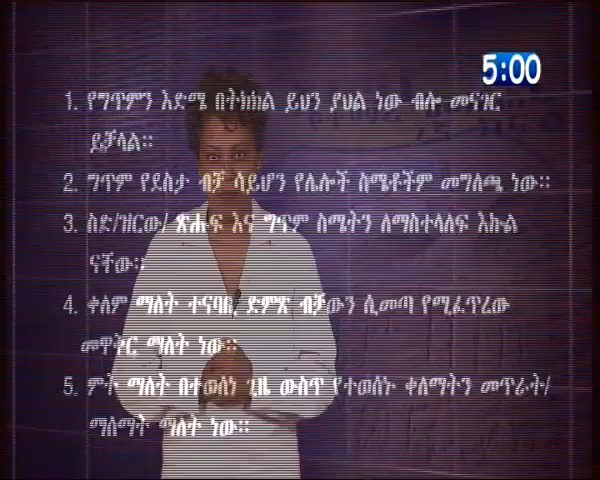 5:00
1. የግጥምን እድሜ በትክክል ይህን ያህል ነው ብሎ መናገር
ይቻላል።
2. ግጥም የደስታ ብቻ ሳይሆን የሌሎች ስሜቶችም መግለጫ ነው።
3. ስድ/ዝርው/ ጽሑፍ እና ግጥም ስሜትን ለማስተላለፍ እኩል
ናቸው።
4. ቀለም ማለት ተናባቢ ድምጽ ብቻውን ሲመጣ የሚፈጥረው
መዋቅር ማለት ነው።
5. ምት ማለት በተወሰነ ጊዜ ውስጥ የተወሰኑ ቀለማትን መጥራት/
ማሰማት ማለት ነው።